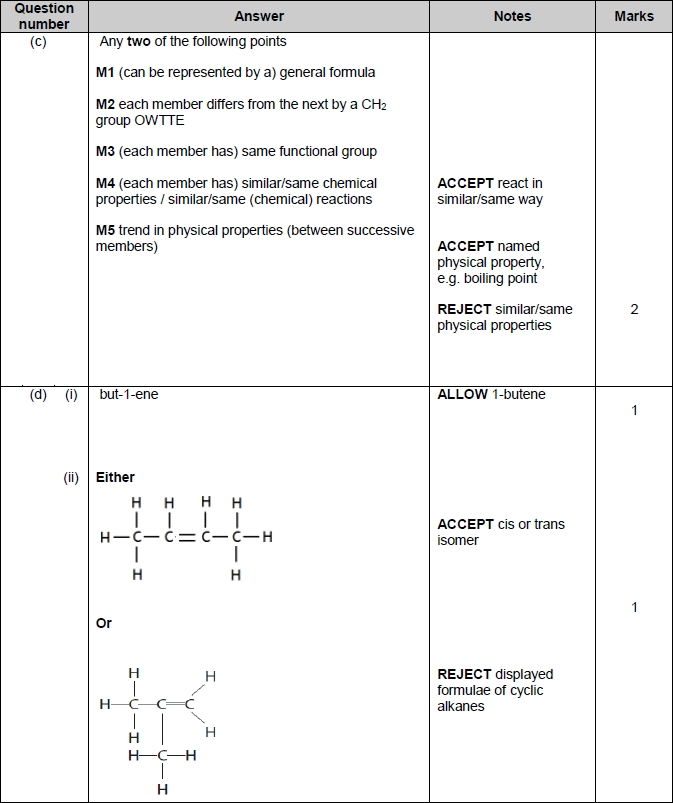 Question number
Answer
Notes
Marks
(c)
Any two of the following points
M1 (can be represented by a) general formula
M2 each member differs from the next by a CH₂
group OWTTE
M3 (each member has) same functional group
M4 (each member has) similar/same chemical
properties / similar/same (chemical) reactions
ACCEPT react in
similar/same way
M5 trend in physical properties (between successive
members)
ACCEPT named
physical property,
e.g. boiling point
REJECT similar/same
physical properties
2
(d) (i)
but-1-ene
ALLOW 1-butene
1
(ii)
Either
H H H H
H—C—C=C—C—H
H H
ACCEPT cis or trans
isomer
1
Or
H H
H—C—C=C
H H
H—C—H
H
REJECT displayed
formulae of cyclic
alkanes